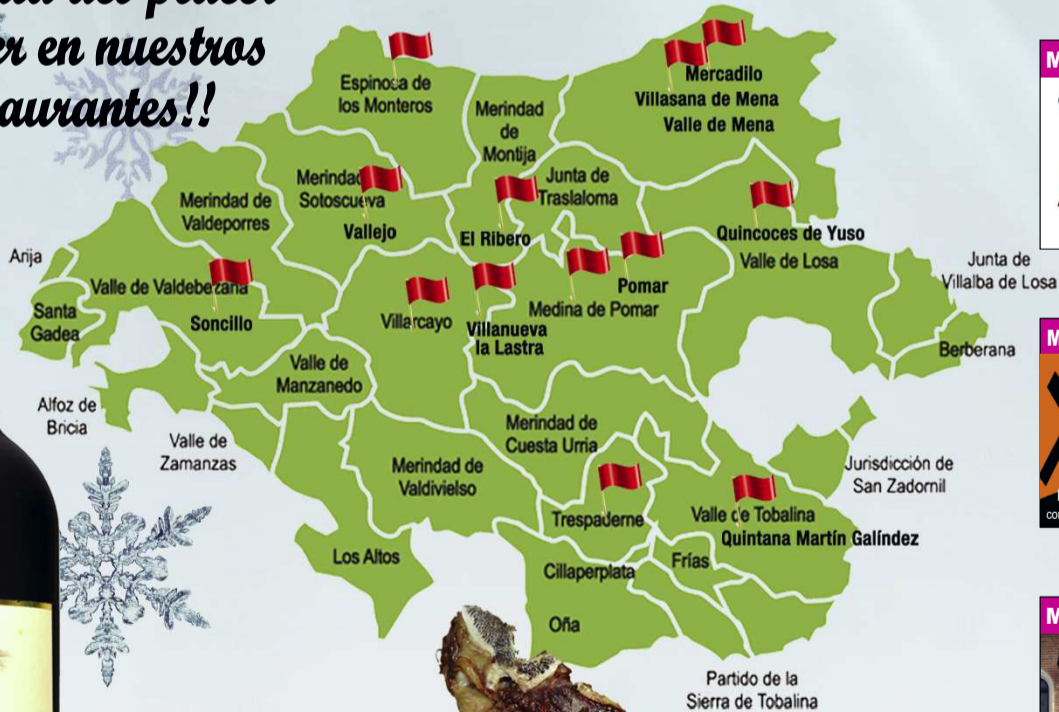 er en nuestros
aurantes!!
Espinosa de
los Monteros
Merindad
de
Montija
Mercadilo
Villasana de Mena
Valle de Mena
Merindad de
Valdeporres
Merindad
Sotoscueva
Vallejo
Junta de
Traslaloma
El Ribero
Quincoces de Yuso
Valle de Losa
Junta de
Villalba de Losa
Arija
Valle de Valdebezana
Santa
Gadea
Soncillo
Villarcayo
Villanueva
la Lastra
Pomar
Medina de Pomar
Berberana
Valle de
Manzanedo
Alfoz de
Bricia
Valle de
Zamanzas
Merindad de
Cuesta Urria
Merindad de
Valdivielso
Jurisdicción de
San Zadornil
Trespaderne
Valle de Tobalina
Quintana Martín Galíndez
Los Altos
Cillaperplata
Frías
Oña
Partido de la
Sierra de Tobalina
M
M
M